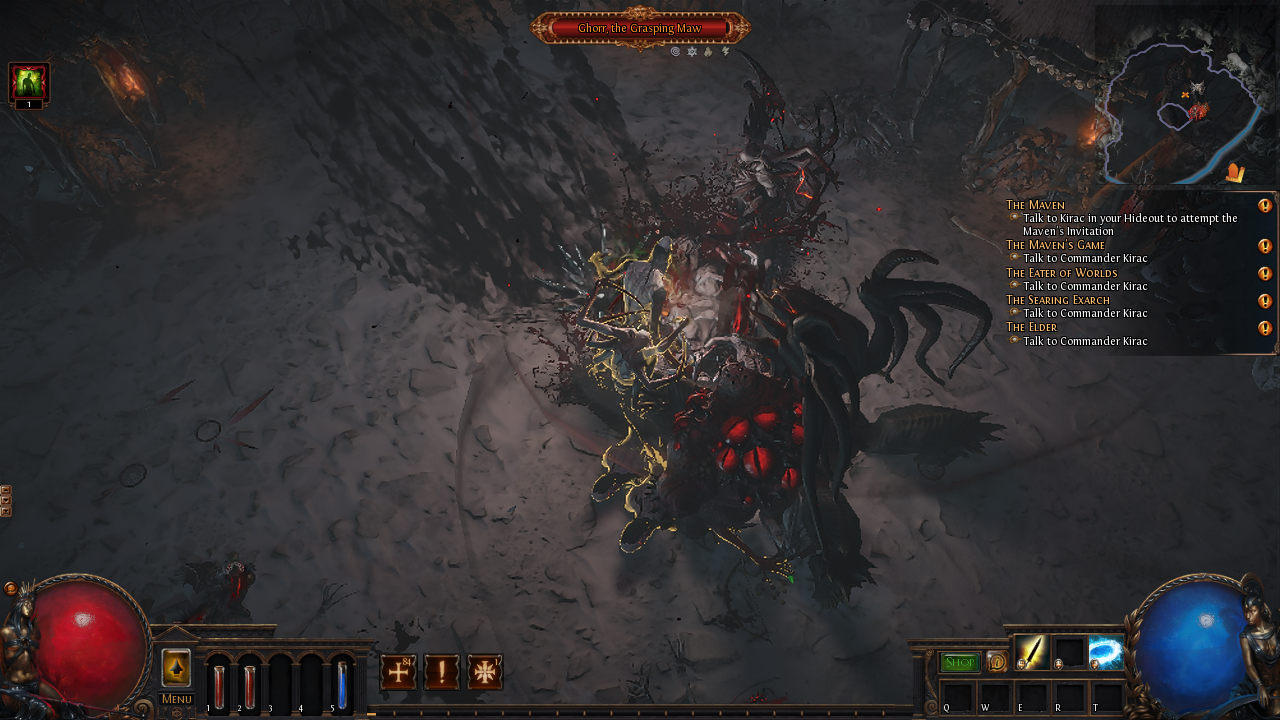 Ghorr, the Grasping Maw
1
The Maven
Talk to Kirac in your Hideout to attempt the
Maven's Invitation
The Maven's Game
Talk to Commander Kirac
The Eater of Worlds
Talk to Commander Kirac
The Searing Exarch
Talk to Commander Kirac
The Elder
Talk to Commander Kirac
Menu
1 2 3 4 5
84
Shop
Q W E R T